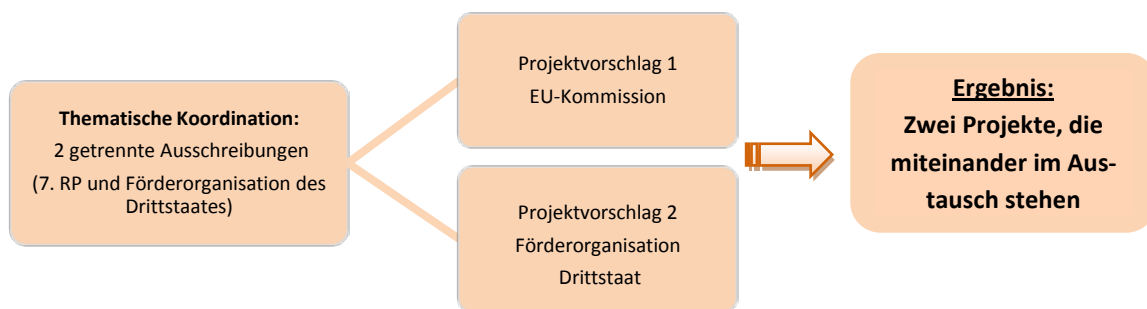 Thematische Koordination:
2 getrennte Ausschreibungen
(7. RP und Förderorganisation des
Drittstaates)
Projektvorschlag 1
EU-Kommission
Projektvorschlag 2
Förderorganisation
Drittstaat
Ergebnis:
Zwei Projekte, die
miteinander im Aus-
tausch stehen